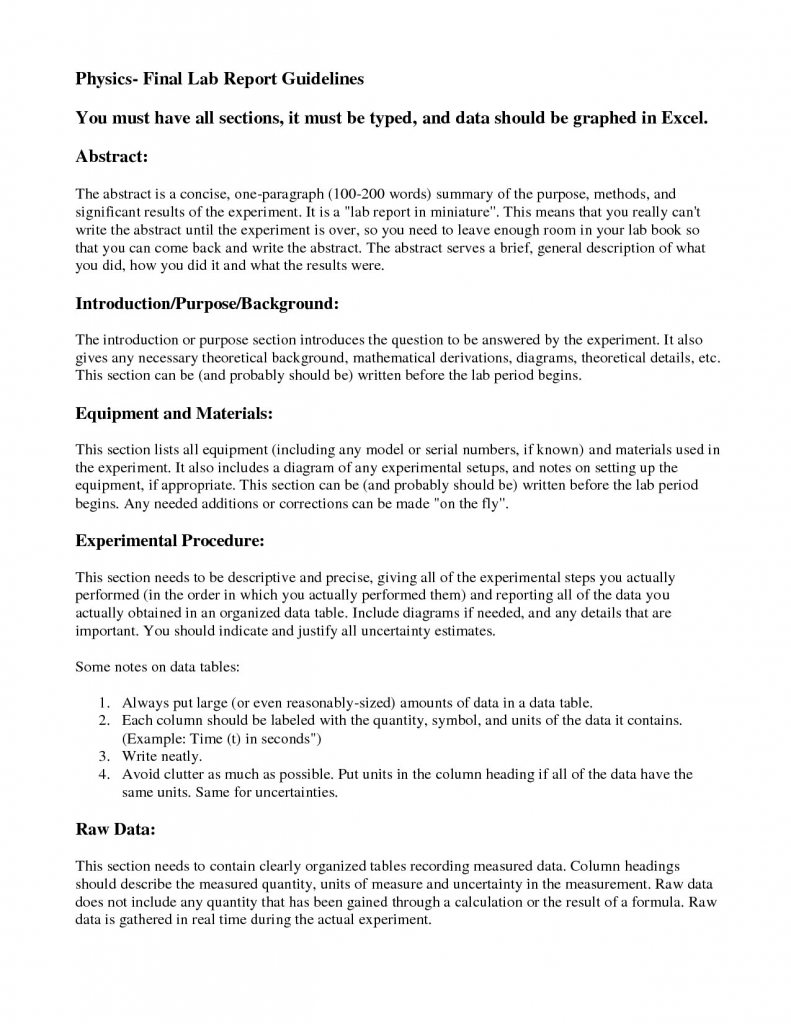 Physics- Final Lab Report Guidelines
You must have all sections, it must be typed, and data should be graphed in Excel.
Abstract:
The abstract is a concise, one-paragraph (100-200 words) summary of the purpose, methods, and
significant results of the experiment. It is a "lab report in miniature". This means that you really can't
write the abstract until the experiment is over, so you need to leave enough room in your lab book so
that you can come back and write the abstract. The abstract serves a brief, general description of what
you did, how you did it and what the results were.
Introduction/Purpose/Background:
The introduction or purpose section introduces the question to be answered by the experiment. It also
gives any necessary theoretical background, mathematical derivations, diagrams, theoretical details, etc.
This section can be (and probably should be) written before the lab period begins.
Equipment and Materials:
This section lists all equipment (including any model or serial numbers, if known) and materials used in
the experiment. It also includes a diagram of any experimental setups, and notes on setting up the
equipment, if appropriate. This section can be (and probably should be) written before the lab period
begins. Any needed additions or corrections can be made "on the fly".
Experimental Procedure:
This section needs to be descriptive and precise, giving all of the experimental steps you actually
performed (in the order in which you actually performed them) and reporting all of the data you
actually obtained in an organized data table. Include diagrams if needed, and any details that are
important. You should indicate and justify all uncertainty estimates.
Some notes on data tables:
1. Always put large (or even reasonably-sized) amounts of data in a data table.
2. Each column should be labeled with the quantity, symbol, and units of the data it contains.
(Example: Time (t) in seconds")
3. Write neatly.
4. Avoid clutter as much as possible. Put units in the column heading if all of the data have the
same units. Same for uncertainties.
Raw Data:
This section needs to contain clearly organized tables recording measured data. Column headings
should describe the measured quantity, units of measure and uncertainty in the measurement. Raw data
does not include any quantity that has been gained through a calculation or the result of a formula. Raw
data is gathered in real time during the actual experiment.